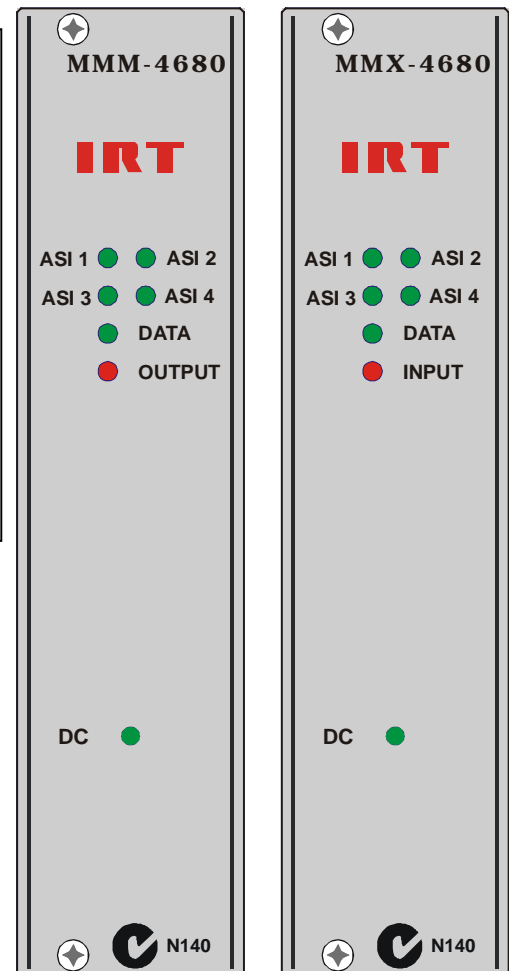 MMM-4680
IRT
ASI 1 ASI 2
ASI 3 ASI 4
DATA
OUTPUT
DC
N140
MMX-4680
IRT
ASI 1 ASI 2
ASI 3 ASI 4
DATA
INPUT
DC
N140